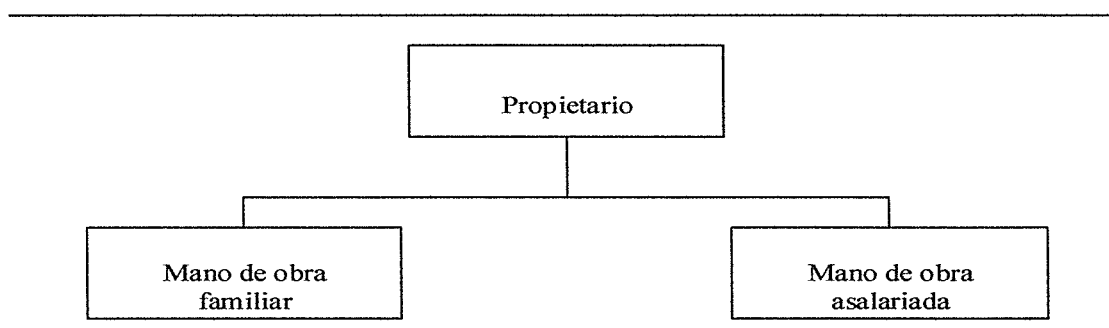 Propietario
Mano de obra
familiar
Mano de obra
asalariada